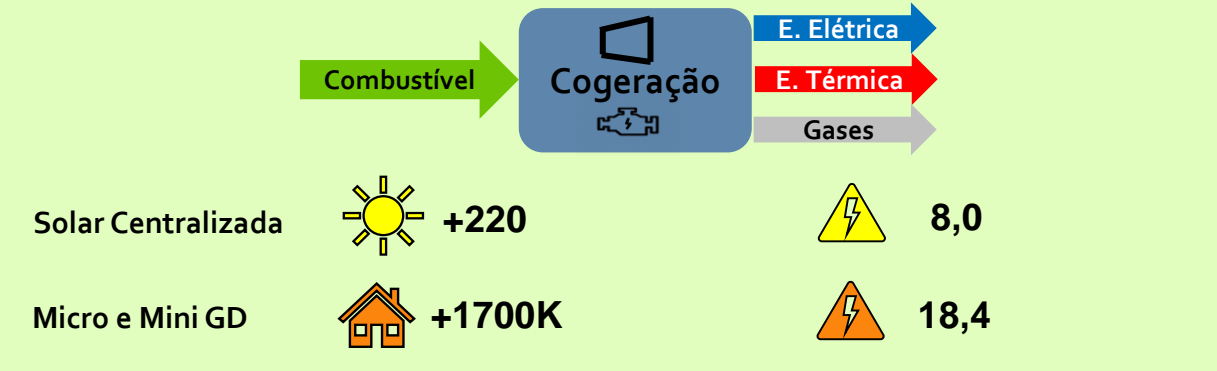 E. Elétrica
Combustível
Cogeração
E. Térmica
Gases
Solar Centralizada +220 8,0
Micro e Mini GD +1700K 18,4